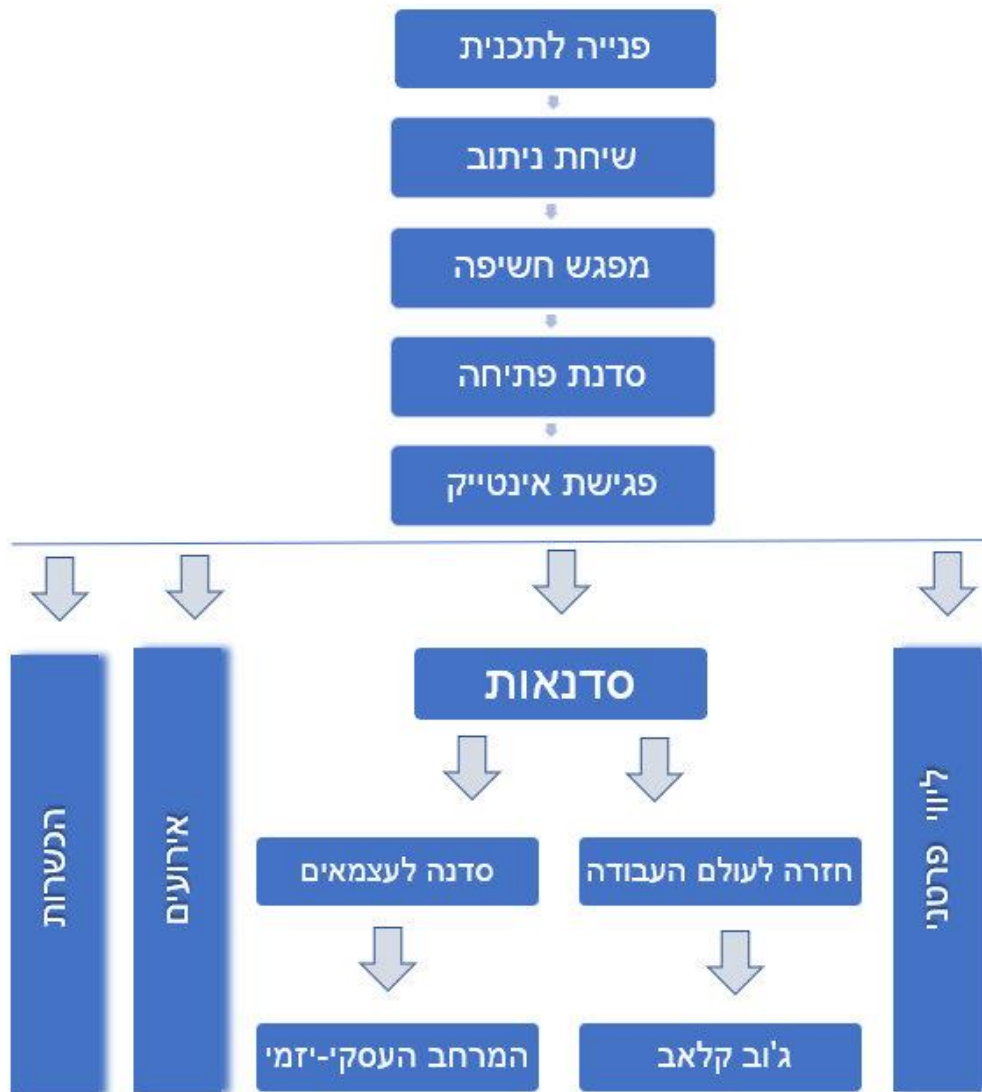 פנייה לתכנית
שיחת ניתוב
מפגש חשיפה
סדנת פתיחה
פגישת אינטייק
ליווי פרטני
סדנאות
חזרה לעולם העבודה
סדנה לעצמאים
ג'וב קלאב
המרחב העסקי-יזמי
אירועים
הכשרות